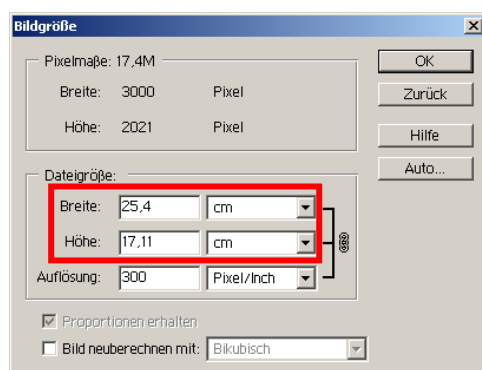 Bildgröße
Pixelmaße: 17,4M
Breite: 3000 Pixel
Höhe: 2021 Pixel
OK
Zurück
Hilfe
Auto...
Dateigröße:
Breite: 25,4 cm
Höhe: 17,11 cm
Auflösung: 300 Pixel/Inch
Proportionen erhalten
Bild neuberechnen mit: Bikubisch